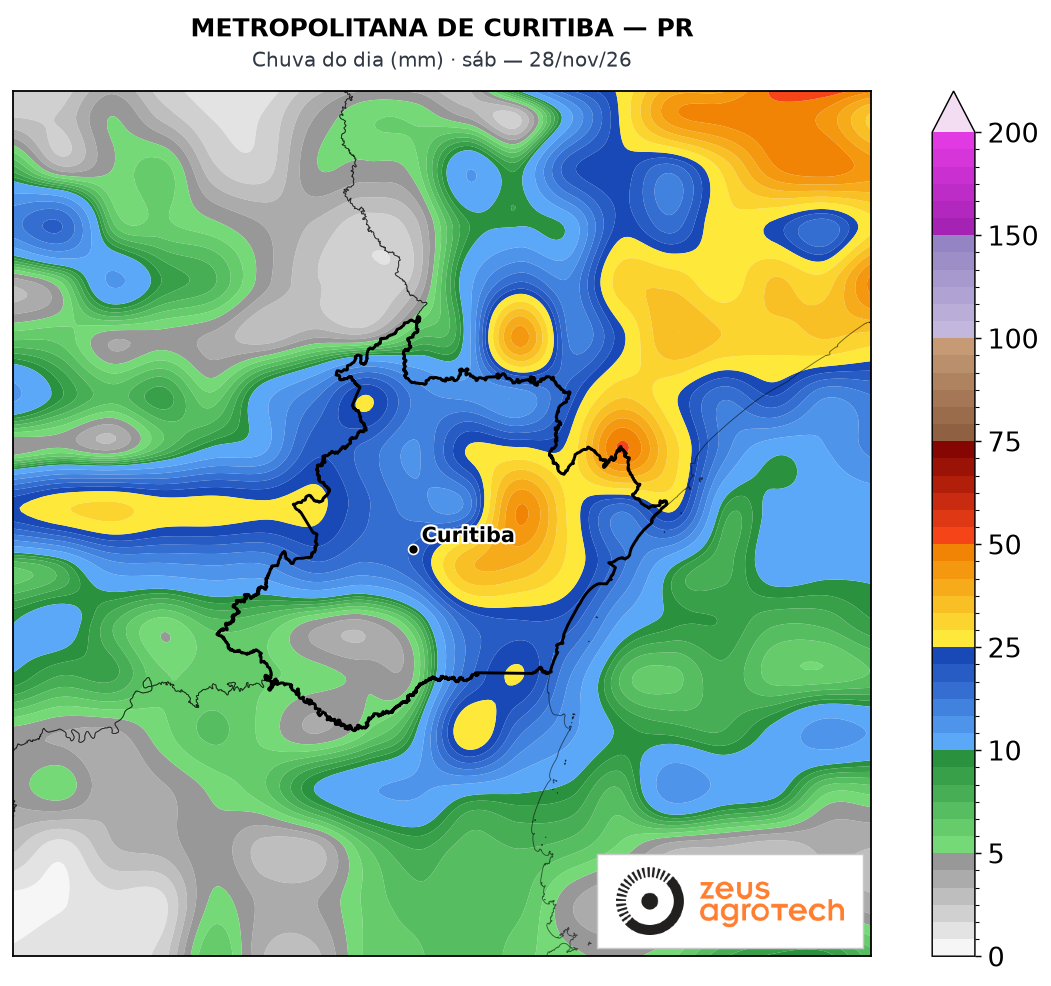 METROPOLITANA DE CURITIBA — PR
Chuva do dia (mm) · sáb — 28/nov/26
200
150
100
75
50
25
10
5
0
Curitiba
zeus
agrotech